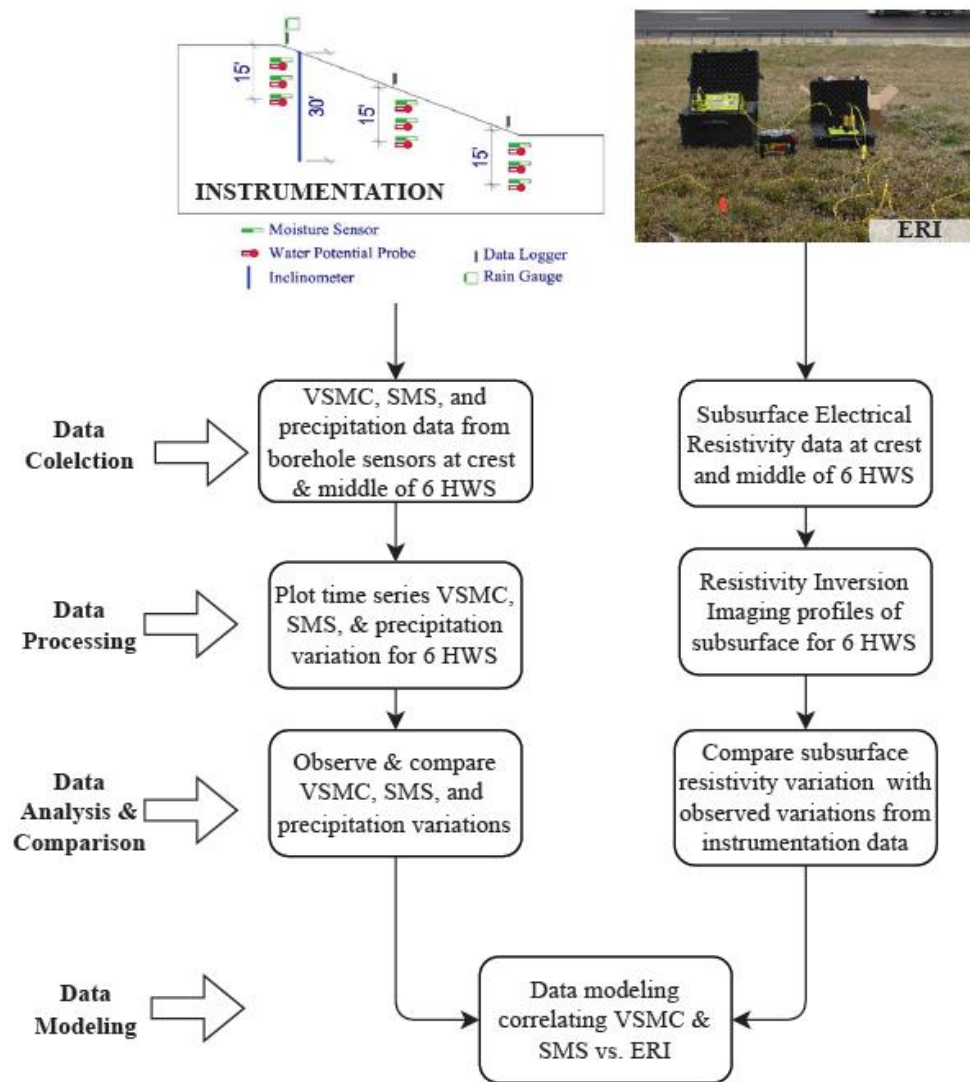 15'
30'
15'
15'
INSTRUMENTATION
Moisture Sensor
Water Potential Probe
Inclinometer
Data Logger
Rain Gauge
ERI
Data
Colelction
VSMC, SMS, and
precipitation data from
borehole sensors at crest
& middle of 6 HWS
Subsurface Electrical
Resistivity data at crest
and middle of 6 HWS
Data
Processing
Plot time series VSMC,
SMS, & precipitation
variation for 6 HWS
Resistivity Inversion
Imaging profiles of
subsurface for 6 HWS
Data
Analysis &
Comparison
Observe & compare
VSMC, SMS, and
precipitation variations
Compare subsurface
resistivity variation with
observed variations from
instrumentation data
Data
Modeling
Data modeling
correlating VSMC &
SMS vs. ERI